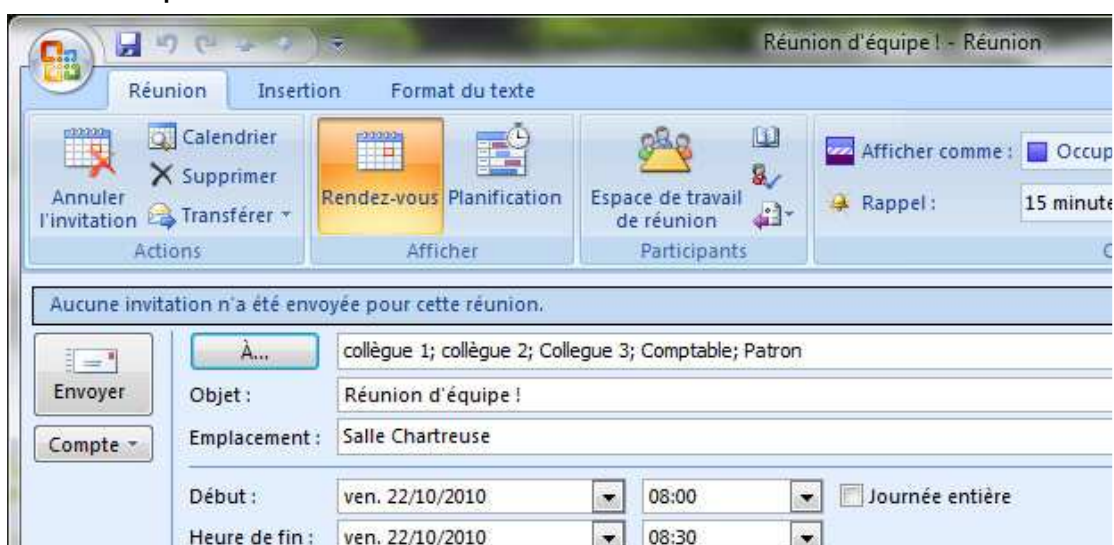 Réunion d'équipe ! - Réunion
Réunion Insertion Format du texte
Annuler l'invitation
Calendrier
Supprimer
Transférer
Actions
Rendez-vous Planification
Afficher
Espace de travail de réunion
Participants
Afficher comme :
Rappel : 15
Aucune invitation n'a été envoyée pour cette réunion.
Envoyer
Compte
À... collègue 1; collègue 2; Collegue 3; Comptable; Patron
Objet : Réunion d'équipe !
Emplacement : Salle Chartreuse
Début : ven. 22/10/2010 08:00 Journée entière
Heure de fin : ven. 22/10/2010 08:30